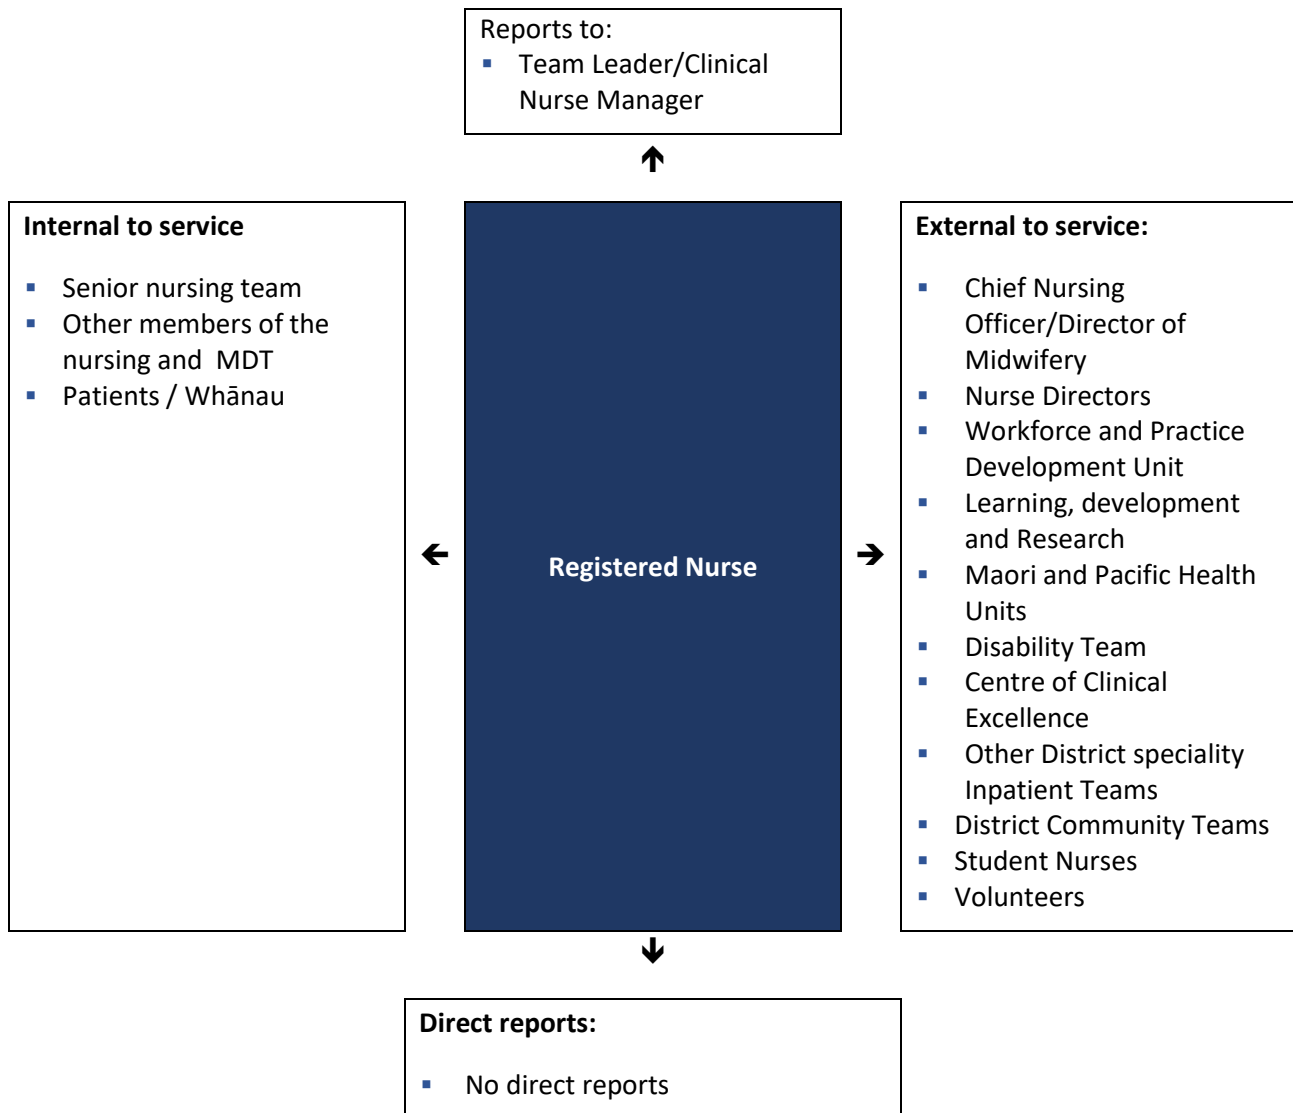 Reports to:
▪ Team Leader/Clinical
Nurse Manager
Internal to service
▪ Senior nursing team
▪ Other members of the
nursing and  MDT
▪ Patients / Whānau
Registered Nurse
External to service:
▪ Chief Nursing
Officer/Director of
Midwifery
▪ Nurse Directors
▪ Workforce and Practice
Development Unit
▪ Learning, development
and Research
▪ Maori and Pacific Health
Units
▪ Disability Team
▪ Centre of Clinical
Excellence
▪ Other District speciality
Inpatient Teams
▪ District Community Teams
▪ Student Nurses
▪ Volunteers
Direct reports:
▪ No direct reports